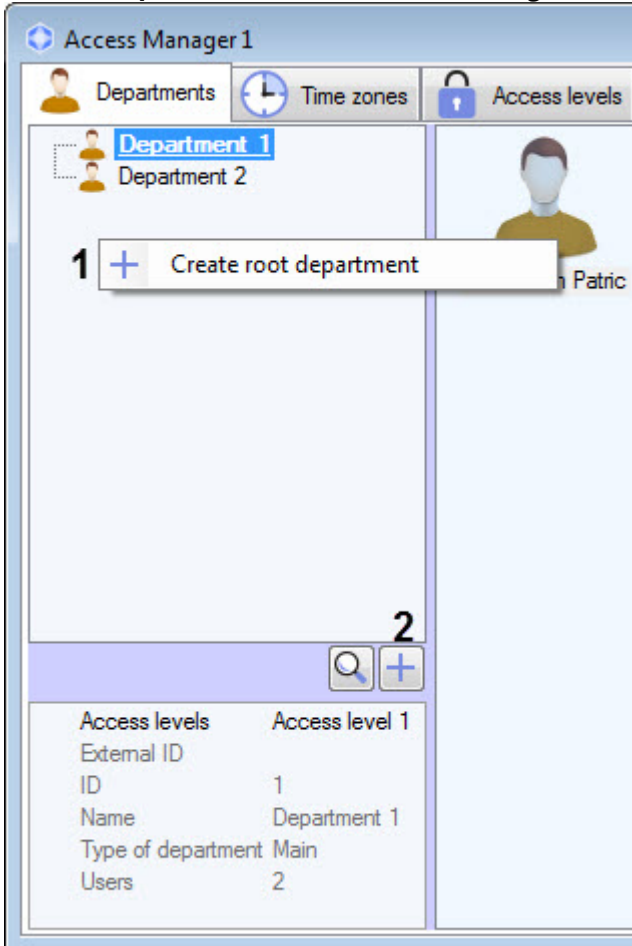 Access Manager 1
Departments Time zones Access levels
Department 1
Department 2
1 Create root department
Patric
2
Access levels Access level 1
External ID
ID 1
Name Department 1
Type of department Main
Users 2